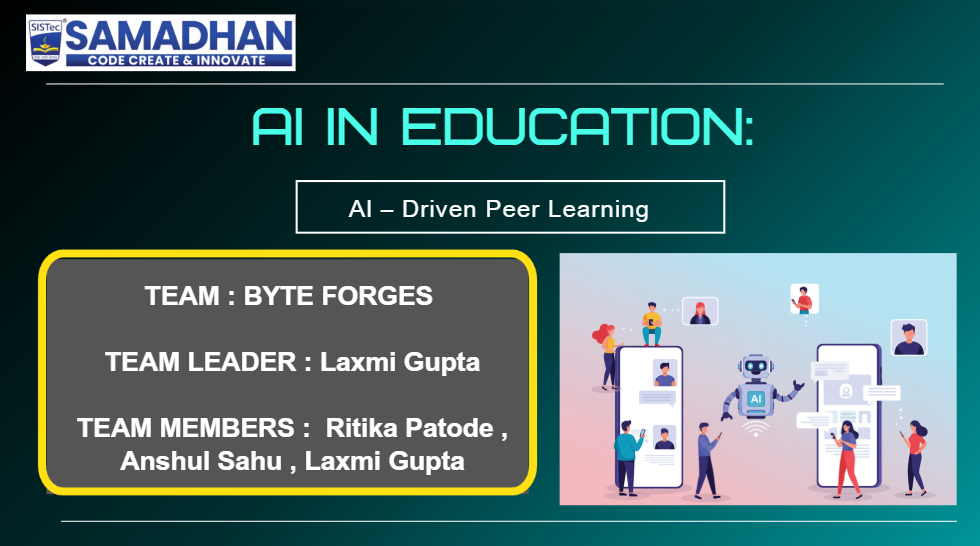 SISTec
SAMADHAN
CODE CREATE & INNOVATE
AI IN EDUCATION:
AI – Driven Peer Learning
TEAM : BYTE FORGES
TEAM LEADER : Laxmi Gupta
TEAM MEMBERS : Ritika Patode ,
Anshul Sahu , Laxmi Gupta
AI